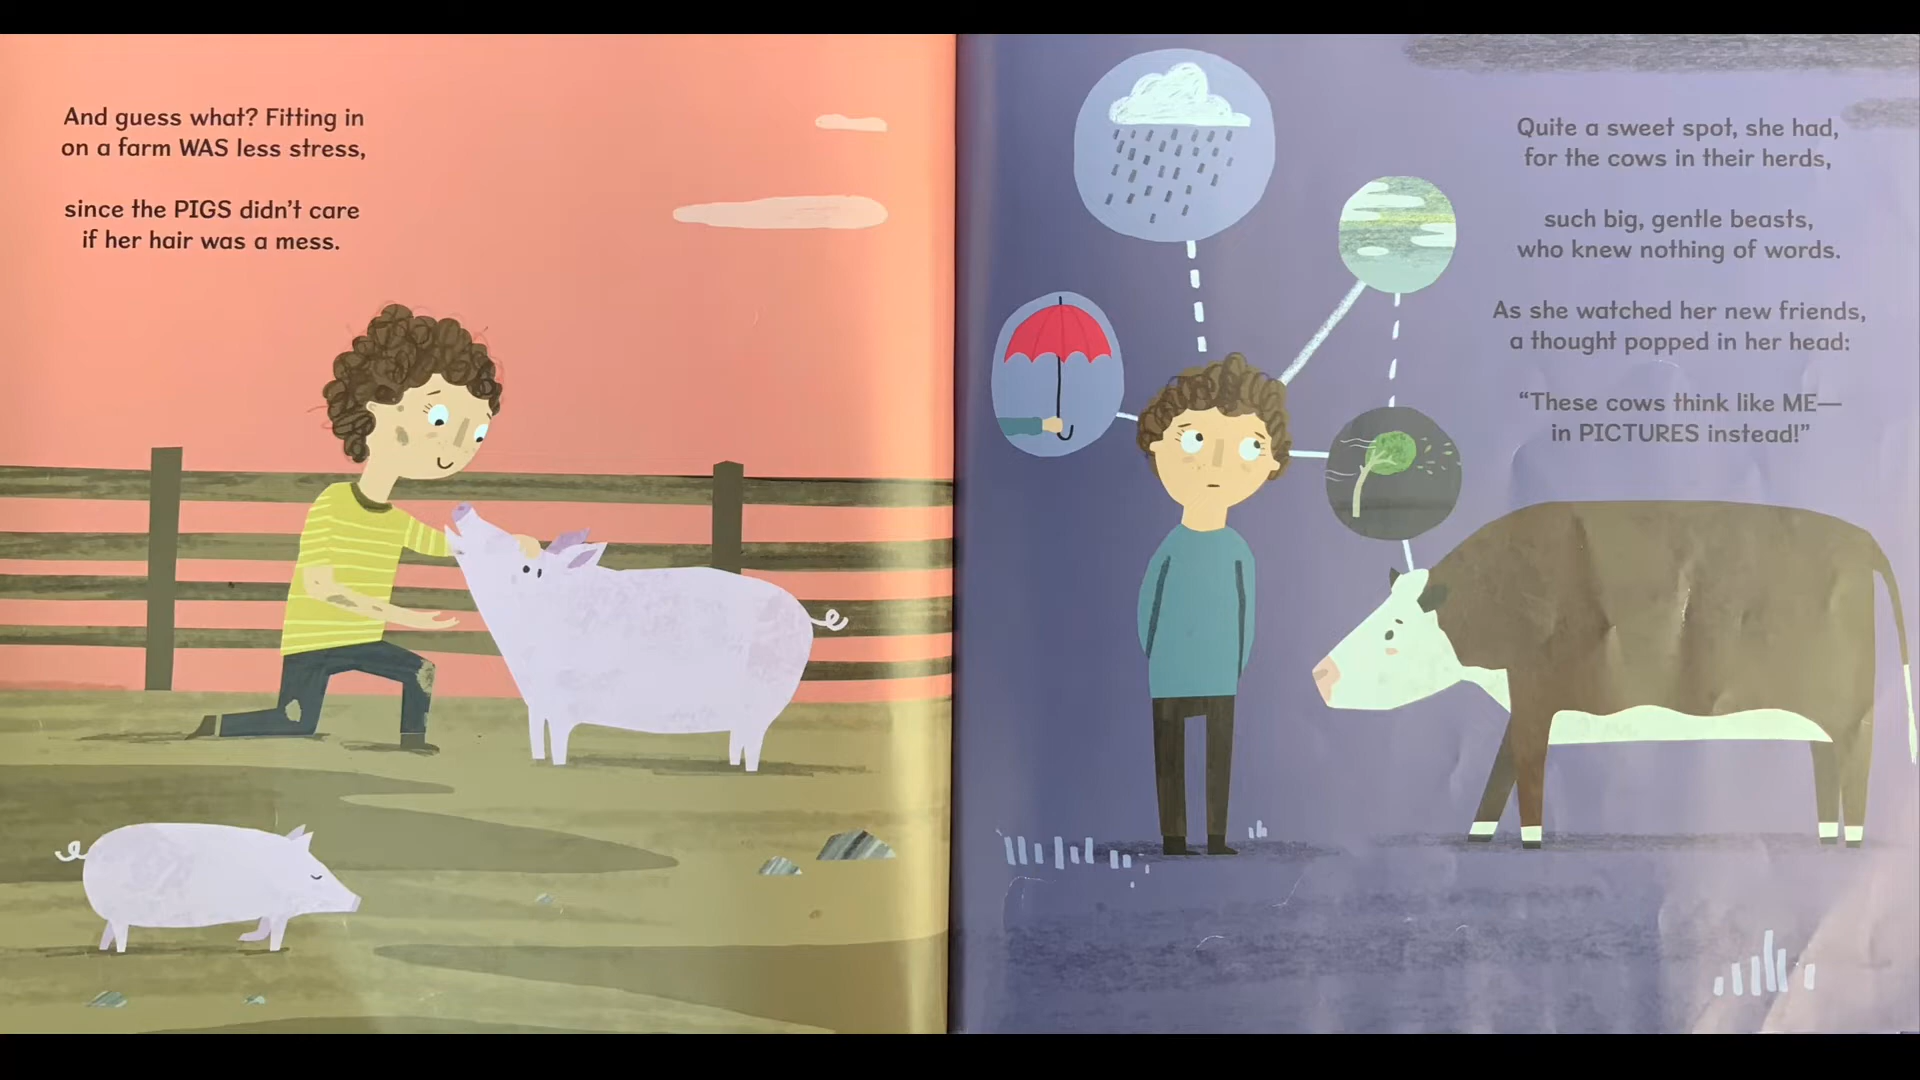 And guess what? Fitting in
on a farm WAS less stress,
since the PIGS didn't care
if her hair was a mess.
Quite a sweet spot, she had,
for the cows in their herds,
such big, gentle beasts,
who knew nothing of words.
As she watched her new friends,
a thought popped in her head:
“These cows think like ME—
in PICTURES instead!”